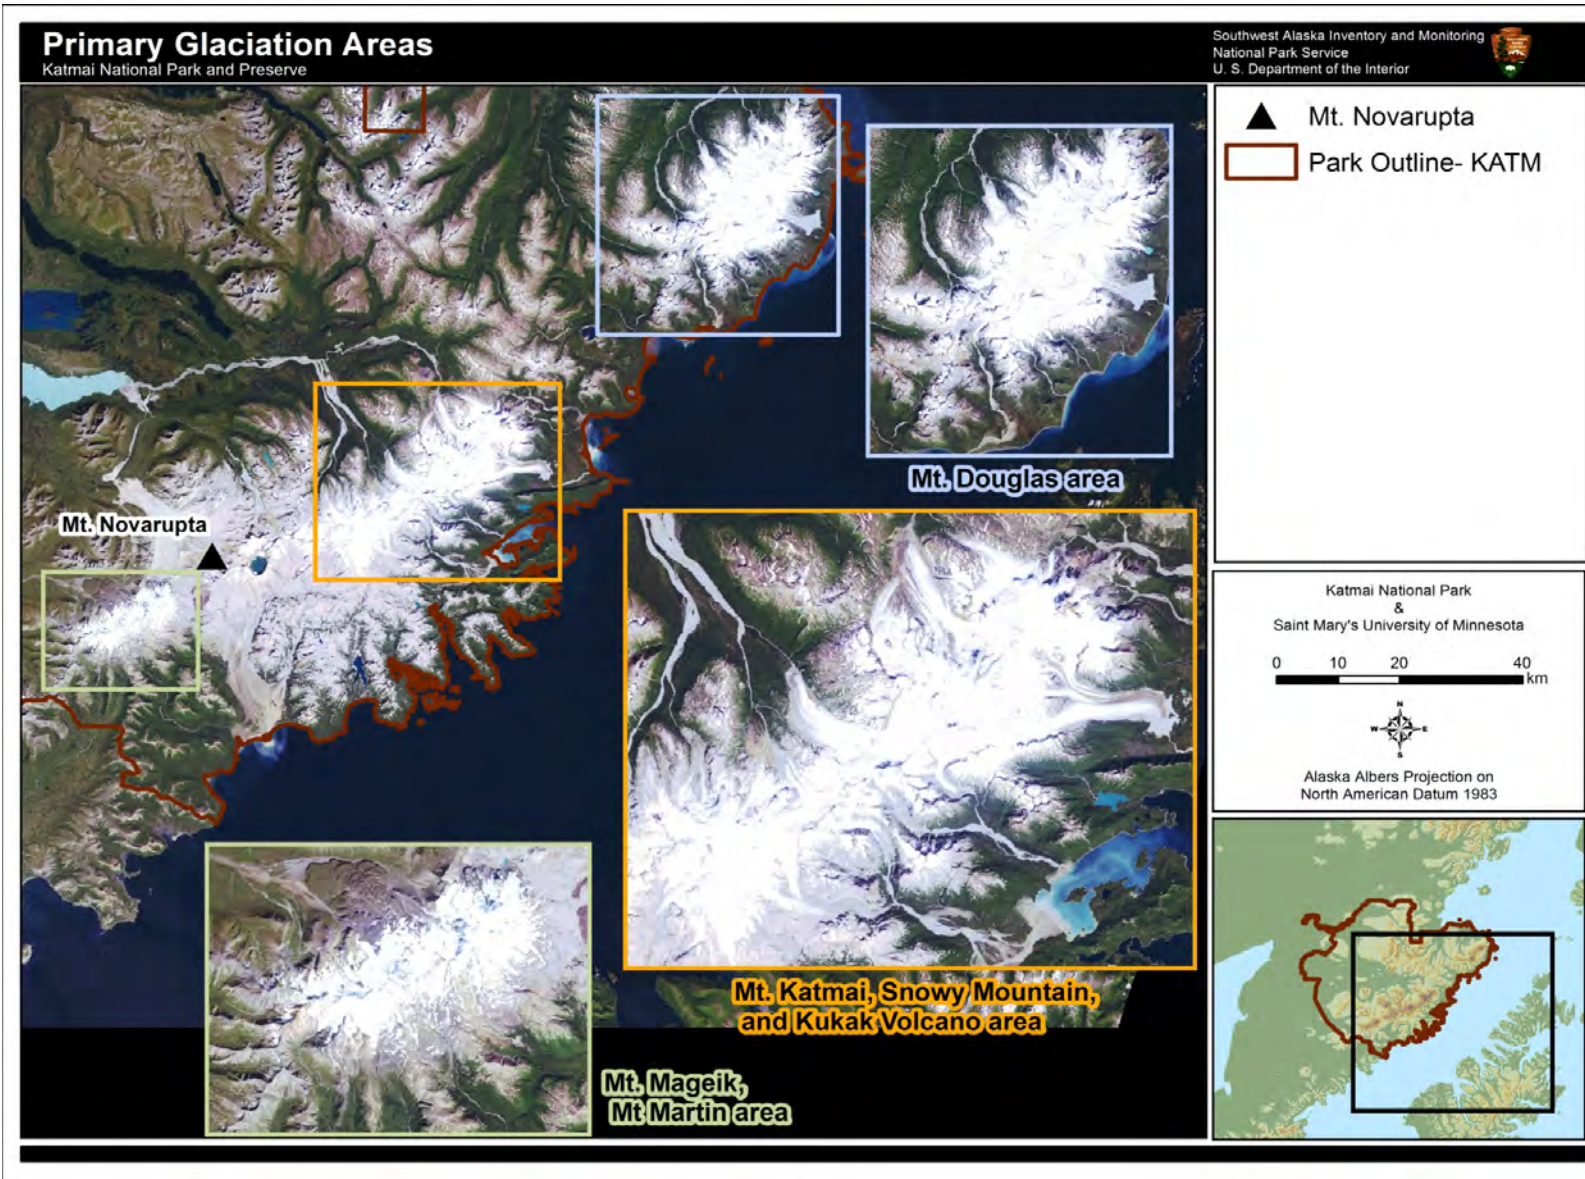 Primary Glaciation Areas
Katmai National Park and Preserve
Southwest Alaska Inventory and Monitoring
National Park Service
U. S. Department of the Interior
Mt. Novarupta
Park Outline- KATM
Mt. Douglas area
Mt. Novarupta
Mt. Katmai, Snowy Mountain,
and Kukak Volcano area
Mt. Mageik,
Mt Martin area
Katmai National Park
&
Saint Mary's University of Minnesota
0 10 20 40
km
N
W E
S
Alaska Albers Projection on
North American Datum 1983